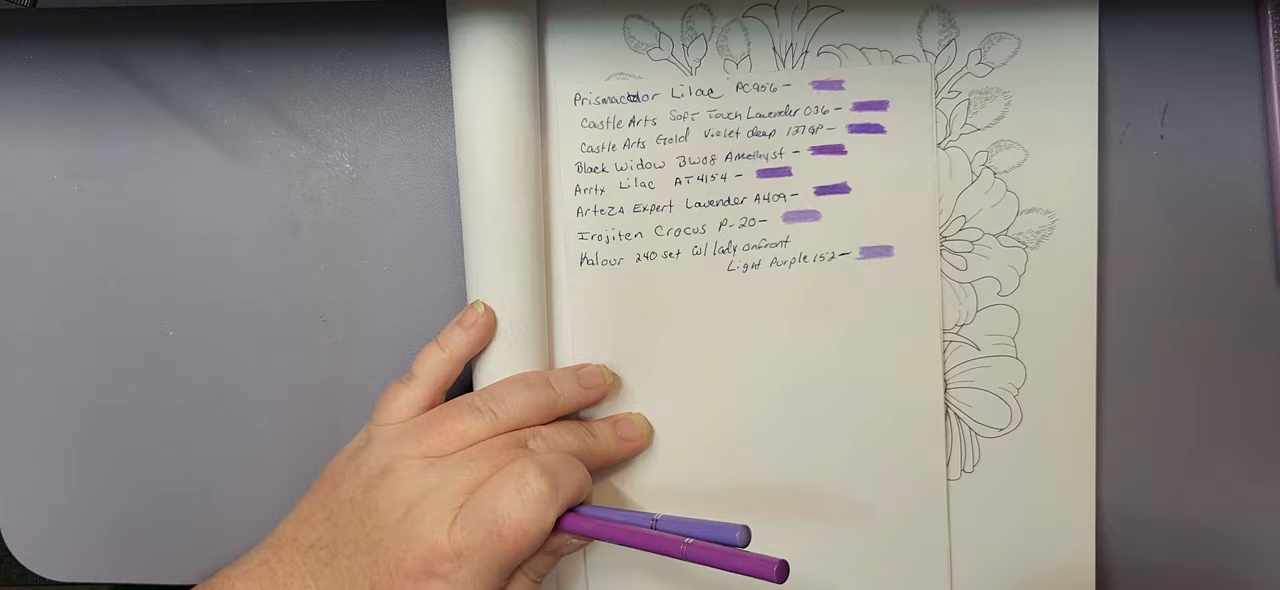 Prismacolor Lilac PC956 -
Castle Arts Soft Touch Lavender 036 -
Castle Arts Gold Violet deep 137GP -
Black Widow BW08 Amethyst -
Arrtx Lilac AT4154 -
Arteza Expert Lavender A409 -
Irojiten Crocus P-20 -
Kalour 240 set w/ lady on front
Light Purple 152 -